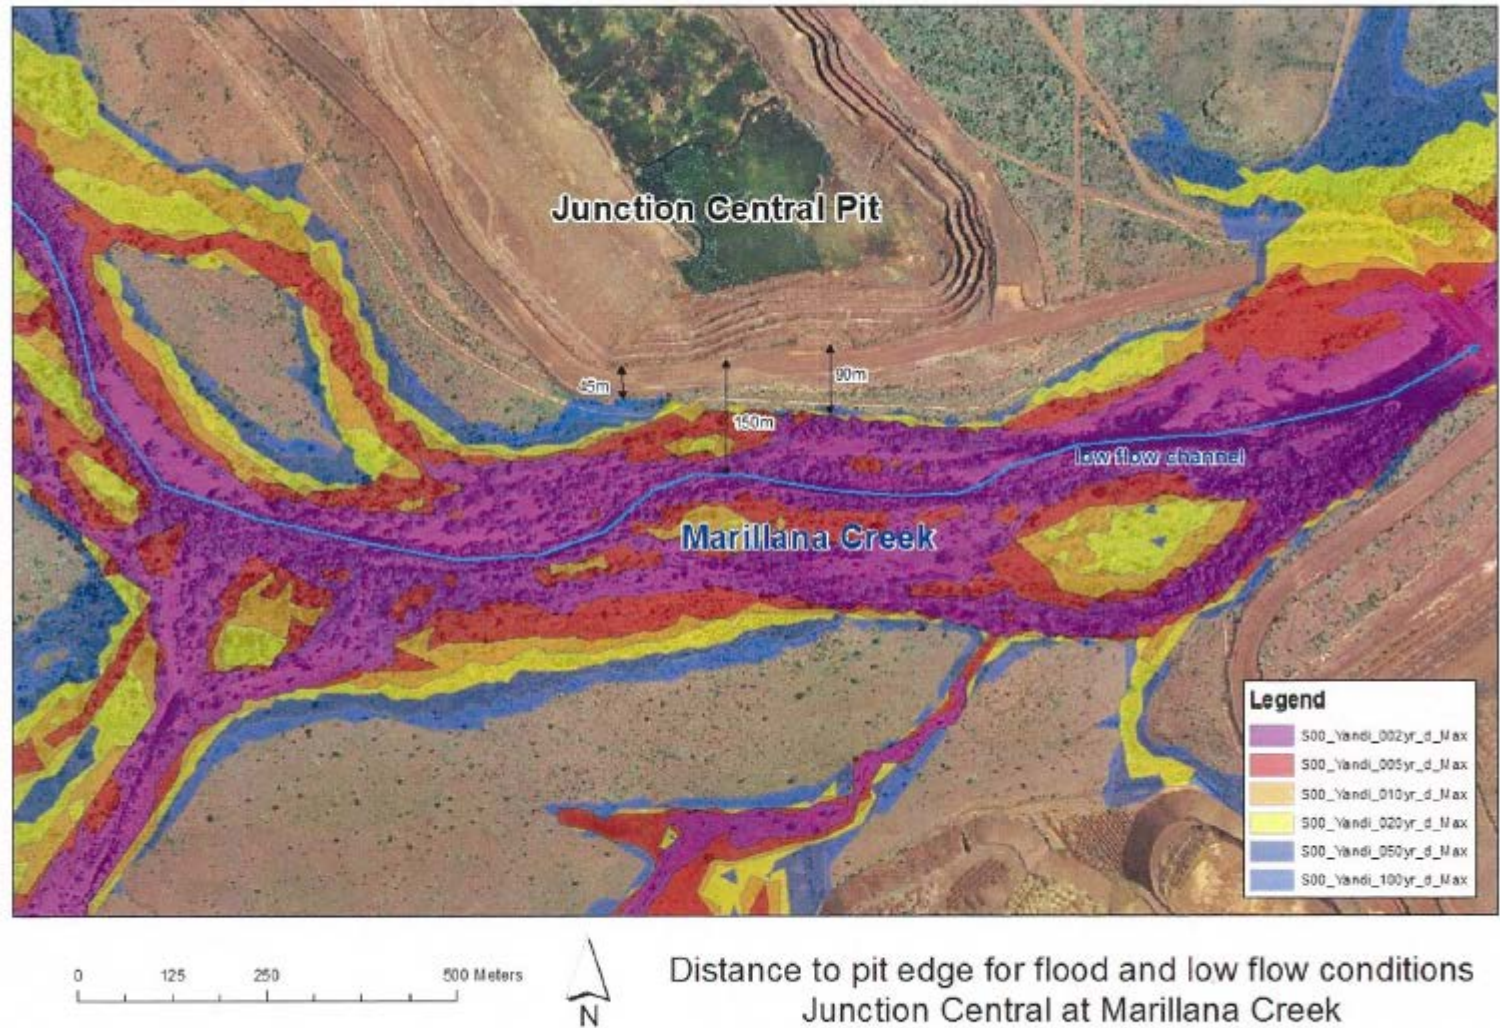 Junction Central Pit
45m
90m
150m
low flow channel
Marillana Creek
Legend
S00_Yandi_002yr_d_Max
S00_Yandi_005yr_d_Max
S00_Yandi_010yr_d_Max
S00_Yandi_020yr_d_Max
S00_Yandi_050yr_d_Max
S00_Yandi_100yr_d_Max
0 125 250 500 Meters
N
Distance to pit edge for flood and low flow conditions
Junction Central at Marillana Creek